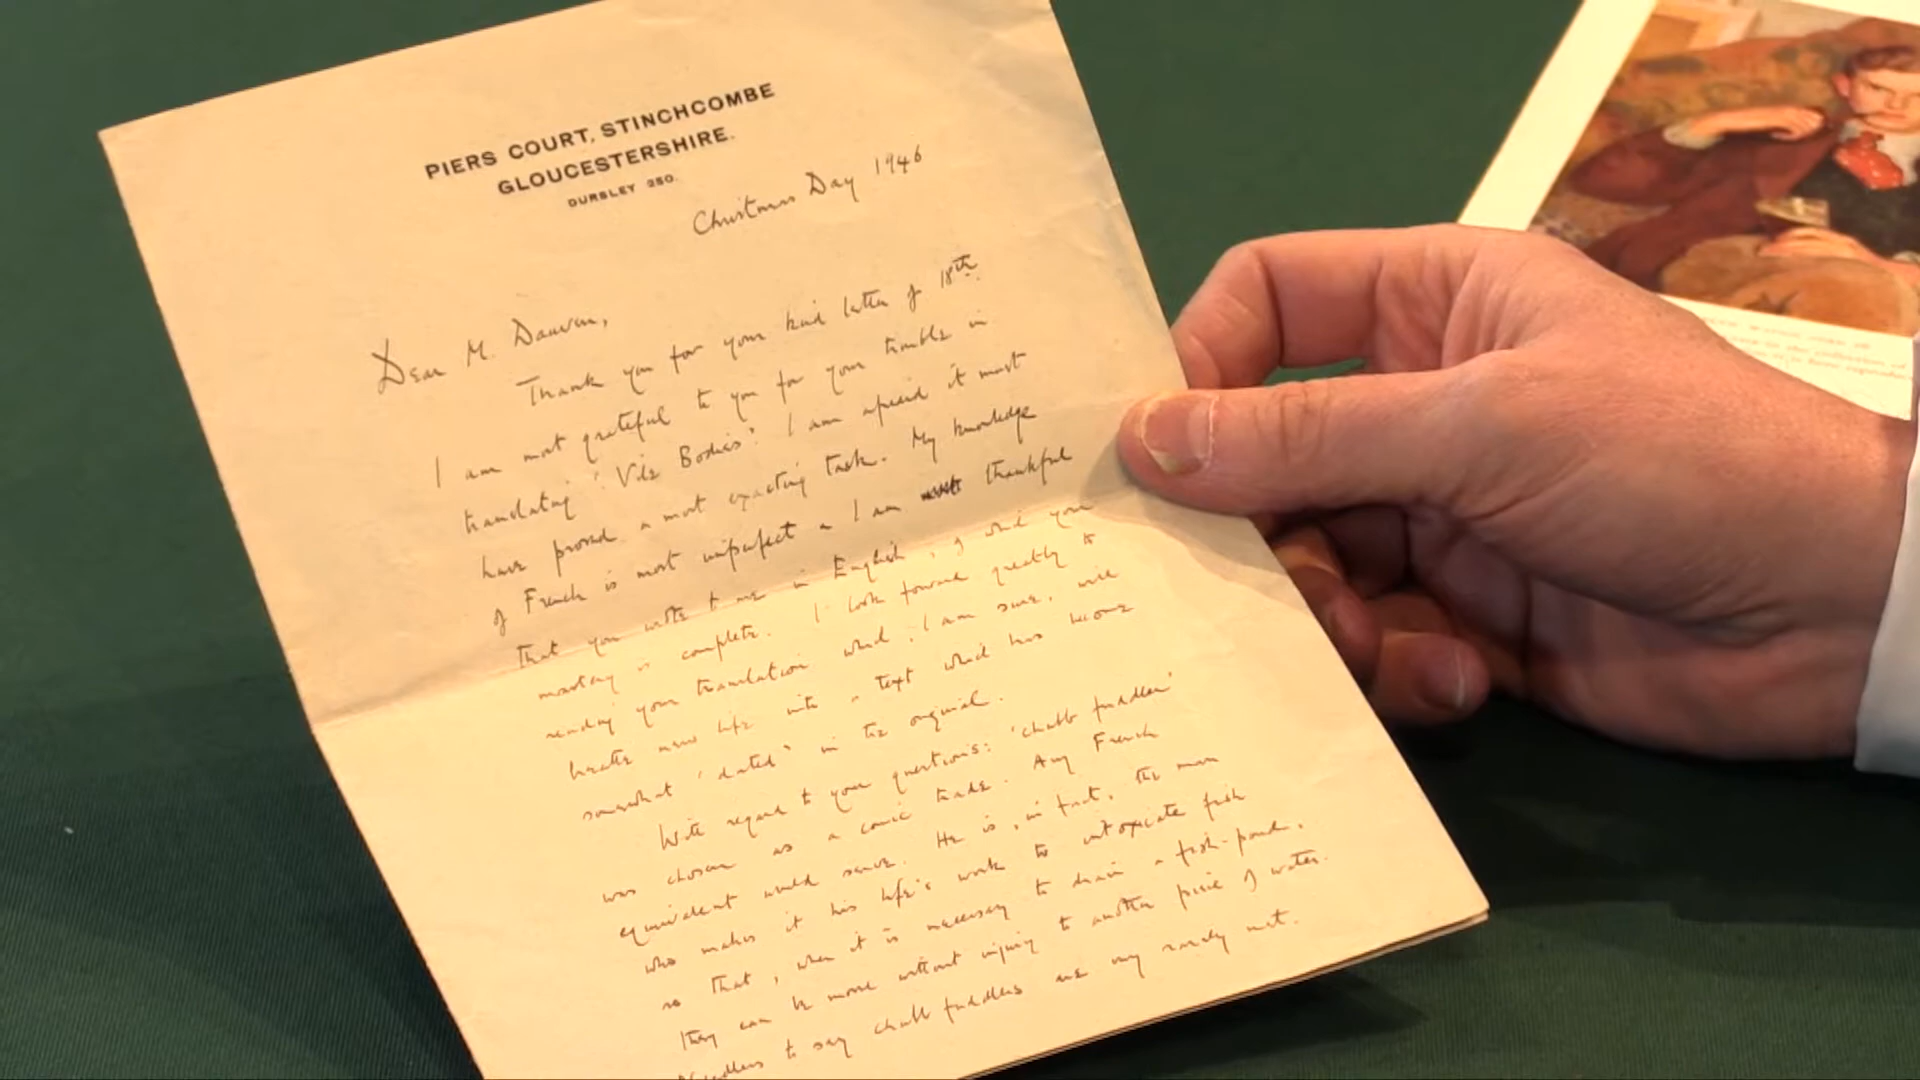 PIERS COURT, STINCHCOMBE
GLOUCESTERSHIRE.
DURSLEY 250.
Christmas Day 1946
Dear M.
Thank you for your kind letter of 18th.
I am most grateful to you for your trouble in
translating 'Vile Bodies'. I am afraid it must
have proved a most exacting task. My knowledge
of French is most imperfect & I am thankful
that you wrote to me in English, of which your
mastery is complete. I look forward greatly to
reading your translation which, I am sure, will
breathe new life into a text which has become
somewhat 'dated' in the original.
With regard to your questions: 'chubb fuddler'
was chosen as a comic trade. Any French
equivalent would serve. He is, in fact, the man
who makes it his life's work to intoxicate fish
so that, when it is necessary to drain a fish-pond,
they can be moved without injury to another piece of water.
Needless to say chubb fuddlers are very rarely met.